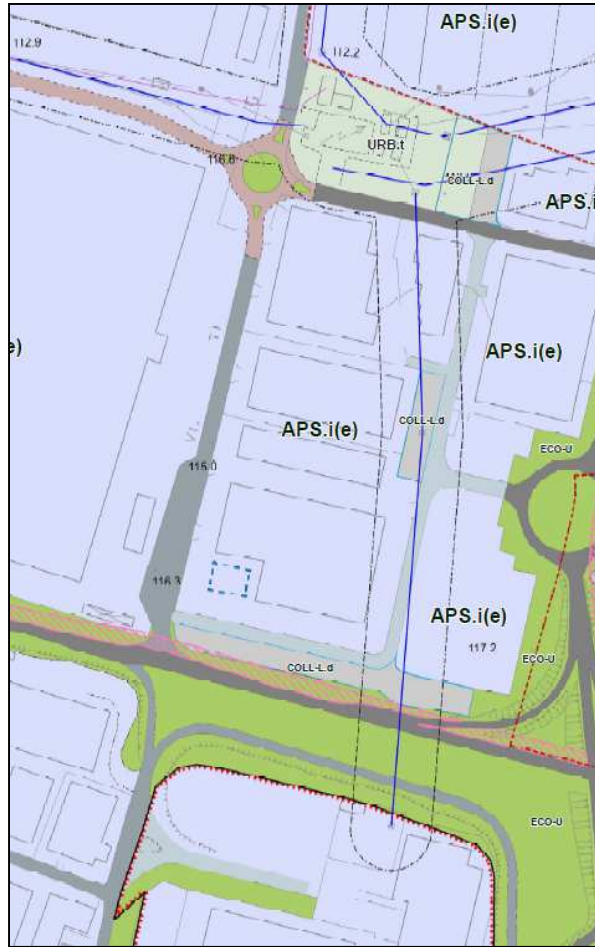 APS.i(e)
112.9
112.2
URB.t
116.6
COLL-L.d
APS.i
e)
APS.i(e)
COLL-L.d
APS.i(e)
ECO-U
115.0
116.3
APS.i(e)
117.2
ECO-U
COLL-L.d
ECO-U